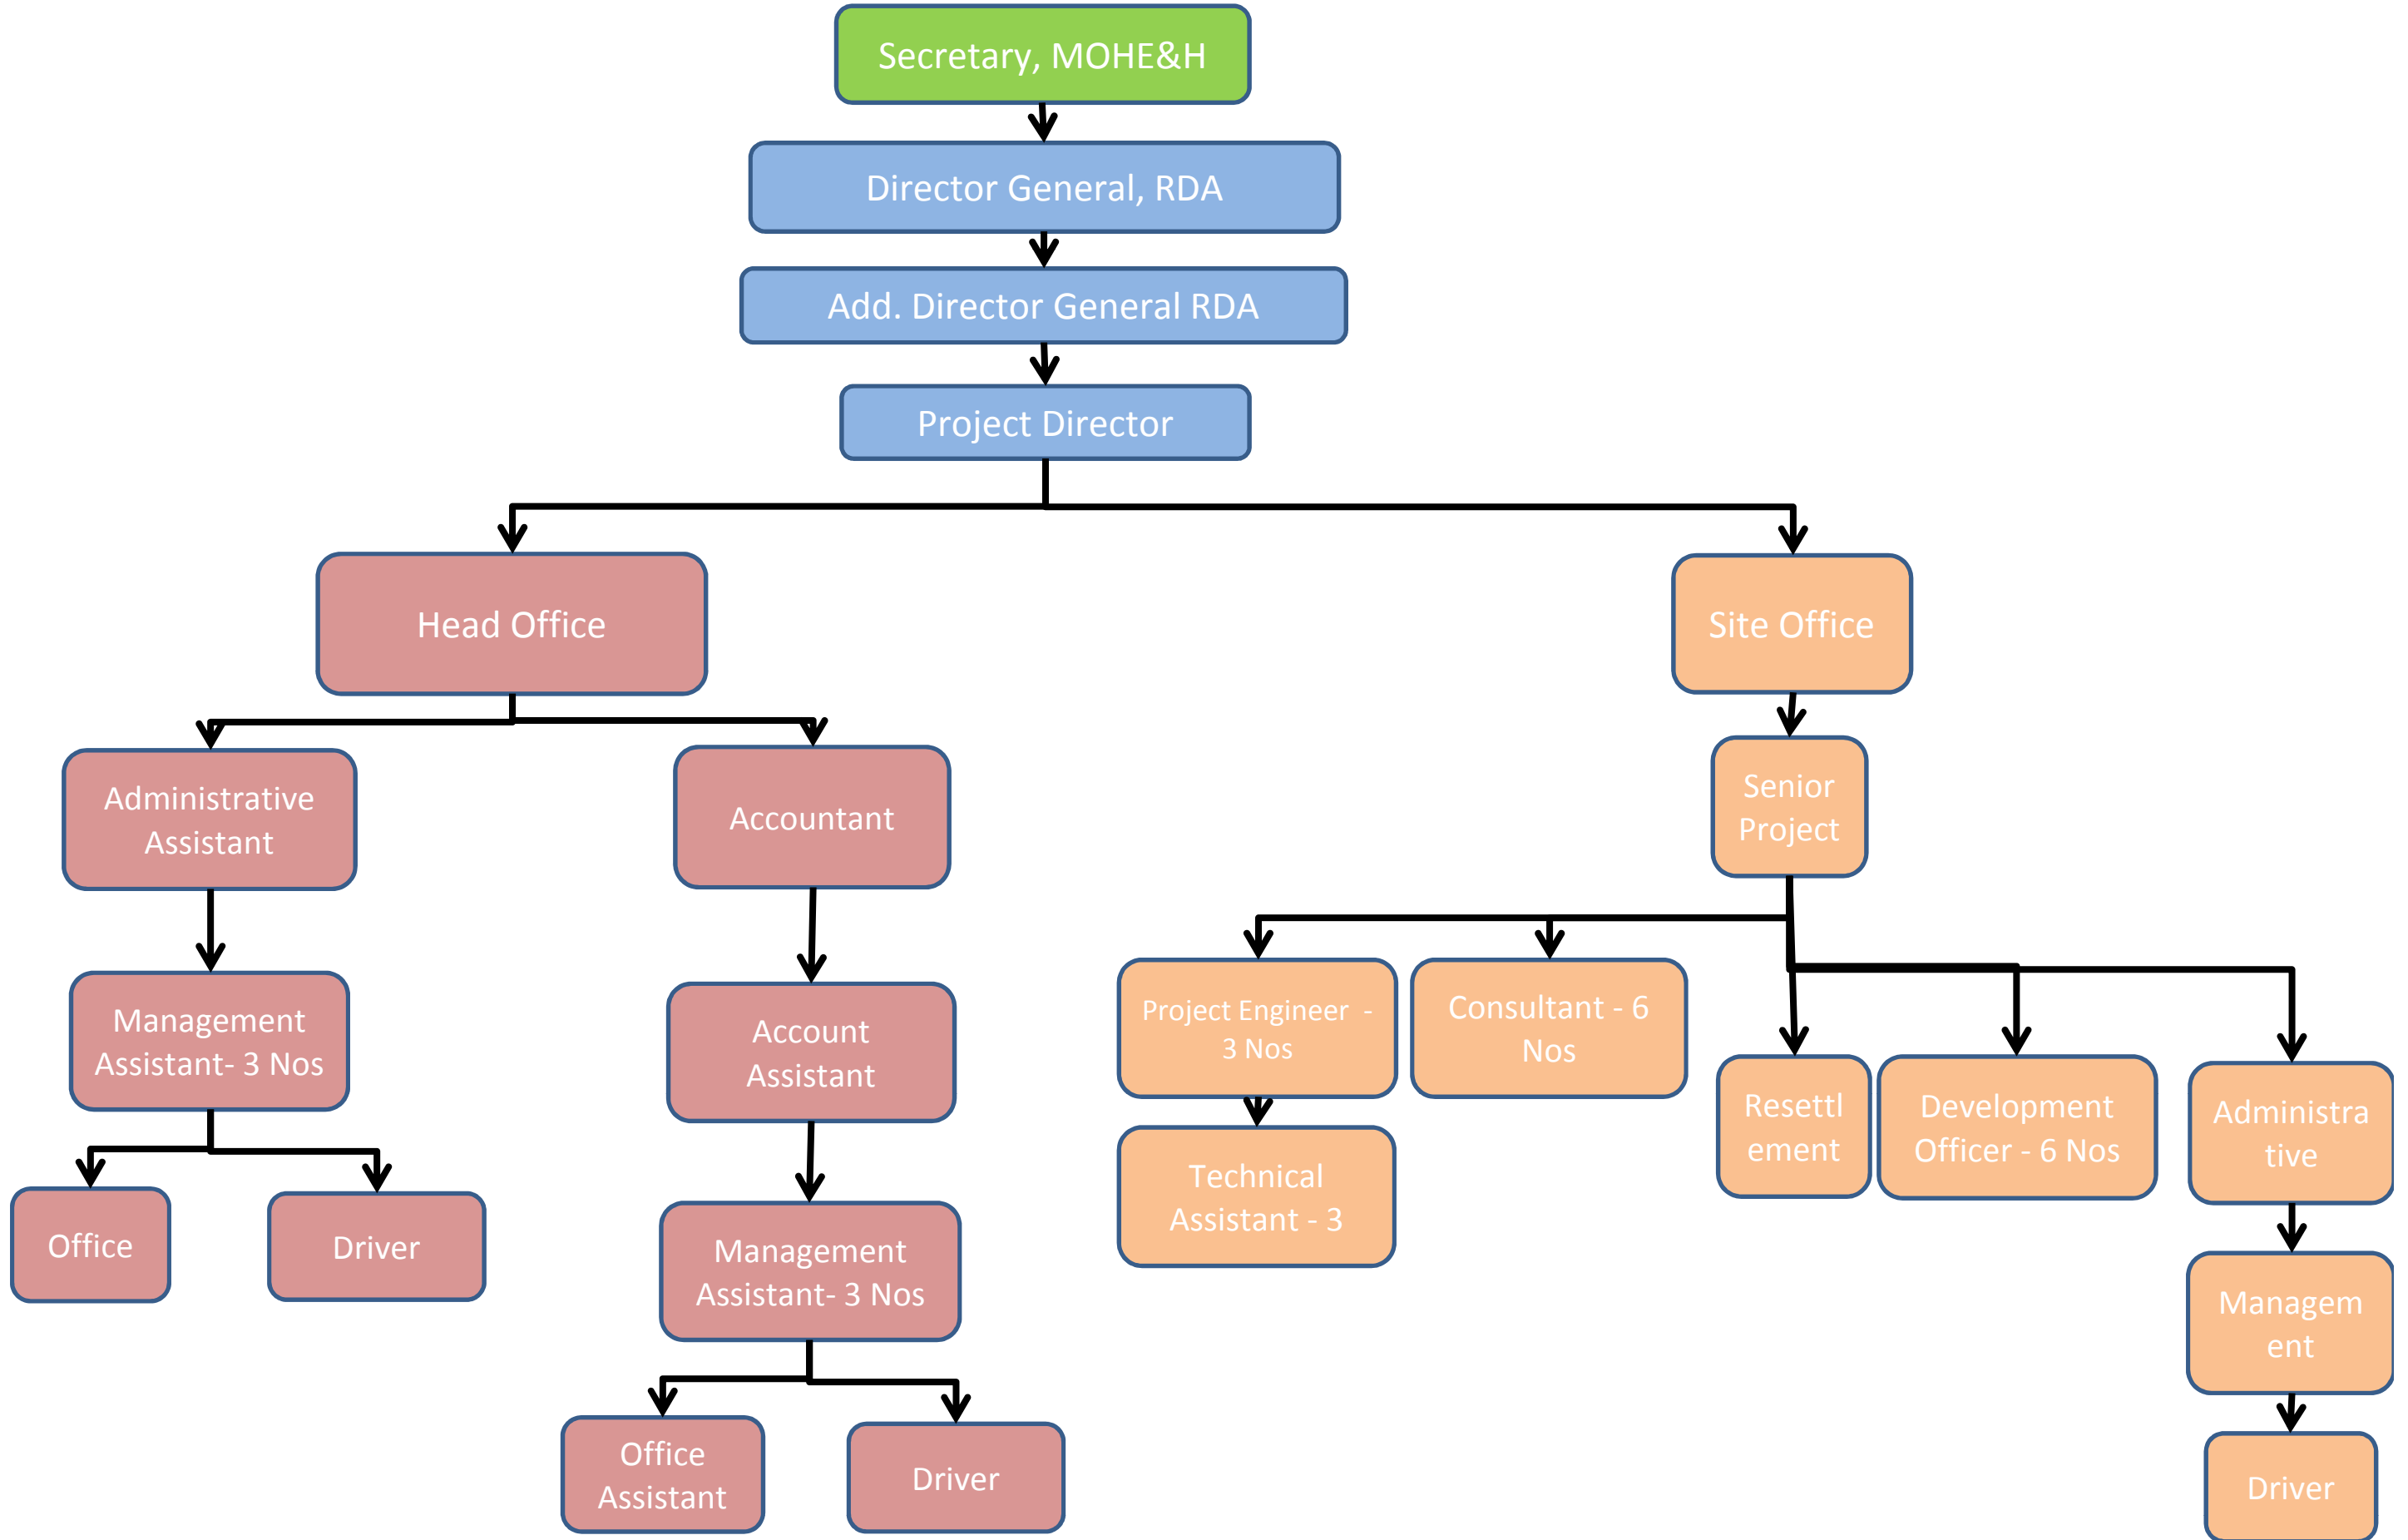 Secretary, MOHE&H
Director General, RDA
Add. Director General RDA
Project Director
Head Office
Site Office
Administrative
Assistant
Accountant
Senior
Project
Management
Assistant- 3 Nos
Account
Assistant
Project Engineer -
3 Nos
Consultant - 6
Nos
Resettl
ement
Development
Officer - 6 Nos
Administra
tive
Technical
Assistant - 3
Office
Driver
Management
Assistant- 3 Nos
Managem
ent
Office
Assistant
Driver
Driver